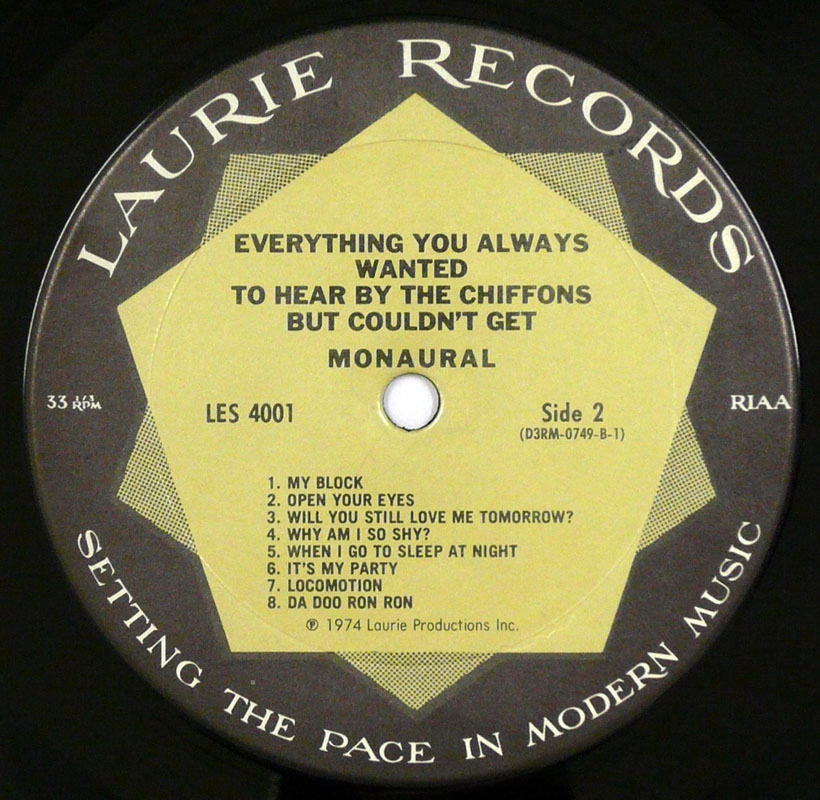 LAURIE RECORDS
EVERYTHING YOU ALWAYS
WANTED
TO HEAR BY THE CHIFFONS
BUT COULDN'T GET
MONAURAL
33 1/3 RPM
LES 4001
Side 2
RIAA
(D3RM-0749-B-1)
1. MY BLOCK
2. OPEN YOUR EYES
3. WILL YOU STILL LOVE ME TOMORROW?
4. WHY AM I SO SHY?
5. WHEN I GO TO SLEEP AT NIGHT
6. IT'S MY PARTY
7. LOCOMOTION
8. DA DOO RON RON
℗ 1974 Laurie Productions Inc.
SETTING THE PACE IN MODERN MUSIC